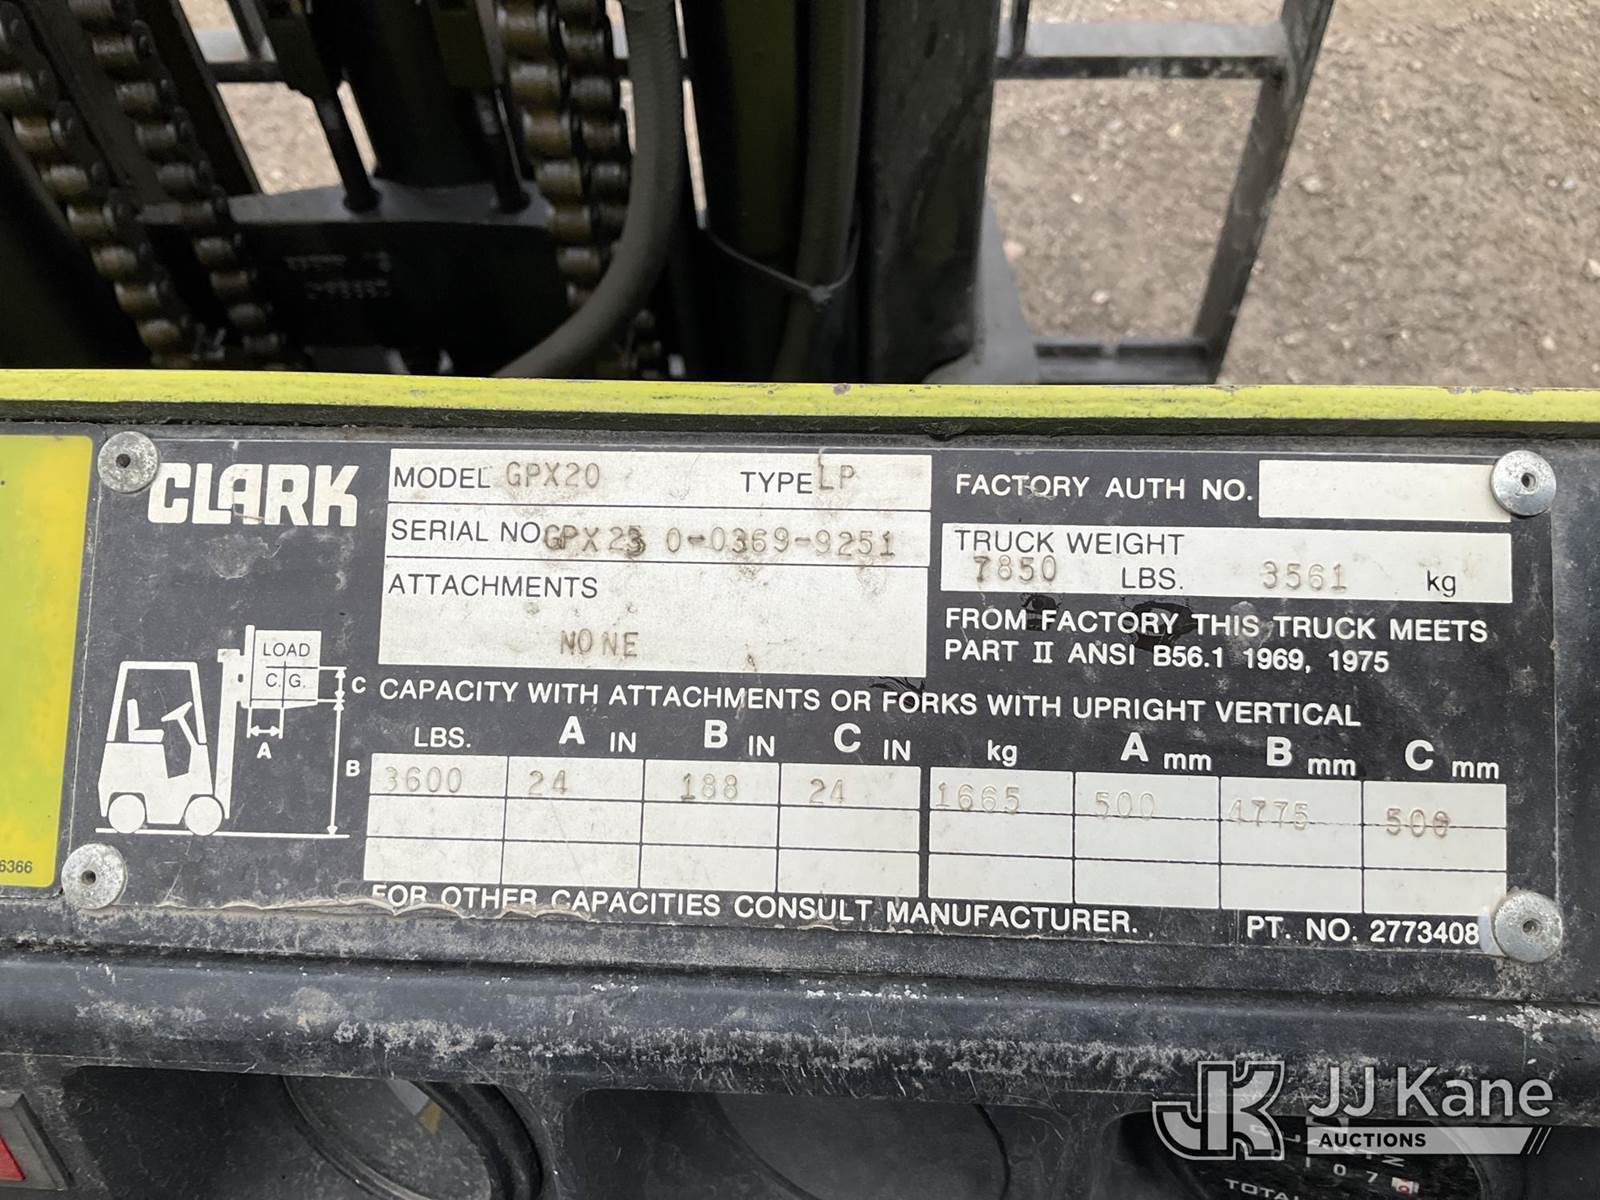 CLARK
MODEL GPX20 TYPE LP
SERIAL NO GPX23 0-0369-9251
ATTACHMENTS
NONE
FACTORY AUTH NO.
TRUCK WEIGHT
7850 LBS. 3561 kg
FROM FACTORY THIS TRUCK MEETS
PART II ANSI B56.1 1969, 1975
LOAD
C. G.
A
B
C
CAPACITY WITH ATTACHMENTS OR FORKS WITH UPRIGHT VERTICAL
LBS. A IN B IN C IN kg A mm B mm C mm
3600 24 188 24 1665 500 4775 500
FOR OTHER CAPACITIES CONSULT MANUFACTURER.
PT. NO. 2773408
6366
JK JJ Kane
AUCTIONS